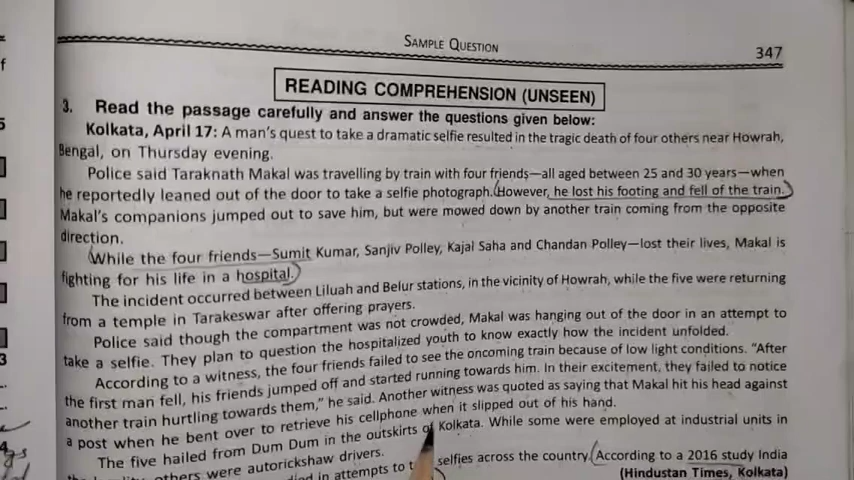 SAMPLE QUESTION
347
READING COMPREHENSION (UNSEEN)
3. Read the passage carefully and answer the questions given below:
Kolkata, April 17: A man's quest to take a dramatic selfie resulted in the tragic death of four others near Howrah,
Bengal, on Thursday evening.
Police said Taraknath Makal was travelling by train with four friends—all aged between 25 and 30 years—when
he reportedly leaned out of the door to take a selfie photograph. However, he lost his footing and fell of the train.
Makal's companions jumped out to save him, but were mowed down by another train coming from the opposite
direction.
While the four friends—Sumit Kumar, Sanjiv Polley, Kajal Saha and Chandan Polley—lost their lives, Makal is
fighting for his life in a hospital.
The incident occurred between Liluah and Belur stations, in the vicinity of Howrah, while the five were returning
from a temple in Tarakeswar after offering prayers.
Police said though the compartment was not crowded, Makal was hanging out of the door in an attempt to
take a selfie. They plan to question the hospitalized youth to know exactly how the incident unfolded.
According to a witness, the four friends failed to see the oncoming train because of low light conditions. "After
the first man fell, his friends jumped off and started running towards him. In their excitement, they failed to notice
another train hurtling towards them," he said. Another witness was quoted as saying that Makal hit his head against
a post when he bent over to retrieve his cellphone when it slipped out of his hand.
The five hailed from Dum Dum in the outskirts of Kolkata. While some were employed at industrial units in
others were autorickshaw drivers.
in attempts to selfies across the country. According to a 2016 study India
(Hindustan Times, Kolkata)